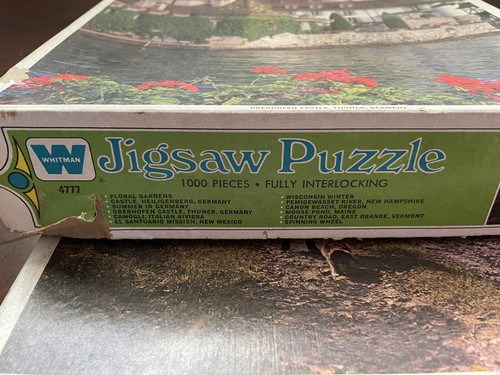 OBERHOFEN CASTLE, THUNER, GERMANY
WHITMAN
®
4777
Jigsaw Puzzle
1000 PIECES • FULLY INTERLOCKING
• FLORAL GARDENS
• CASTLE, HEILIGENBERG, GERMANY
• SUMMER IN GERMANY
• OBERHOFEN CASTLE, THUNER, GERMANY
• CAMOGLI, ITALIAN RIVIERA
• EL SANTUARIO MISSION, NEW MEXICO
• WISCONSIN WINTER
• PEMIGEWASSET RIVER, NEW HAMPSHIRE
• CANON BEACH, OREGON
• MOOSE POND, MAINE
• COUNTRY ROAD, EAST ORANGE, VERMONT
• SPINNING WHEEL